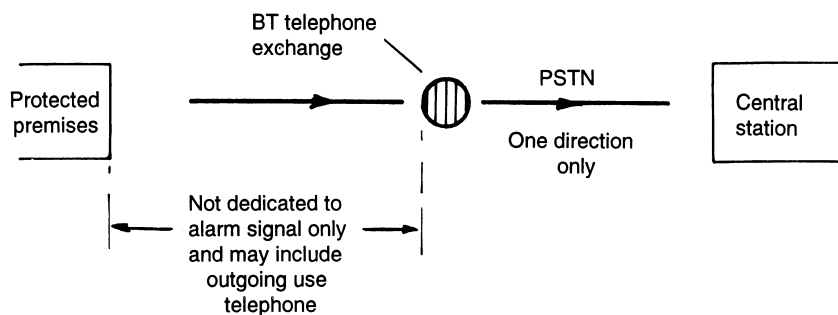 BT telephone
exchange
Protected
premises
PSTN
One direction
only
Central
station
Not dedicated to
alarm signal only
and may include
outgoing use
telephone